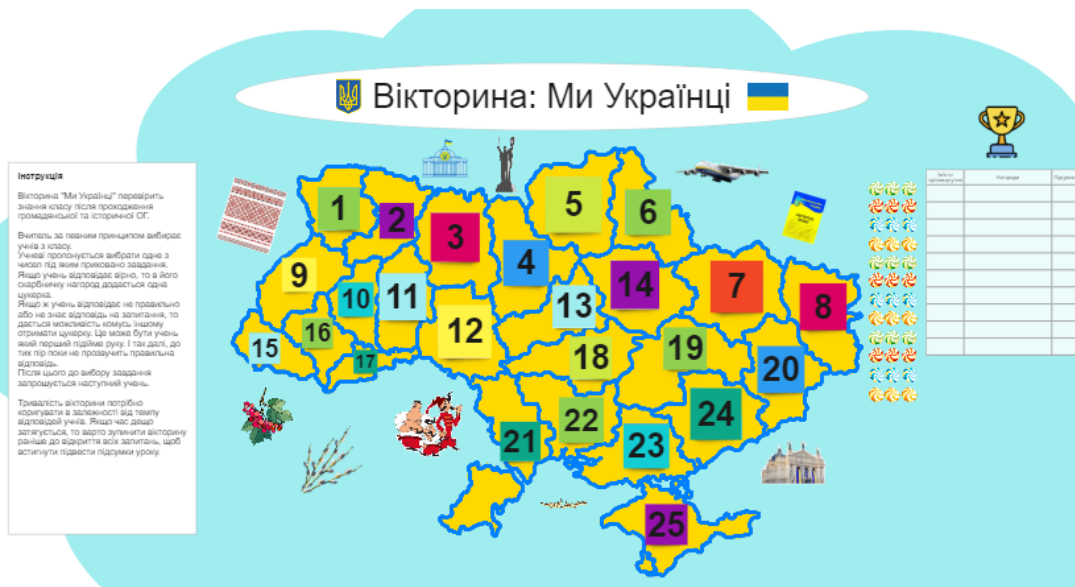 Вікторина: Ми Українці
Інструкція
Вікторина "Ми Українці" перевірить
знання класу після проходження
громадянської та історичної ОГ.
Вчитель за певним принципом вибирає
учнів з класу.
Учневі пропонується вибрати одне з
чисел під яким приховано завдання.
Якщо учень відповідає вірно, то в його
скарбничку нагород додається одна
цукерка.
Якщо ж учень відповідає не правильно
або не знає відповідь на запитання, то
дається можливість комусь іншому
отримати цукерку. Це може бути учень
який перший підійме руку. І так далі, до
тих пір поки не прозвучить правильна
відповідь.
Після цього до вибору завдання
запрошується наступний учень.
Тривалість вікторини потрібно
коригувати в залежності від темпу
відповідей учнів. Якщо час дещо
затягується, то варто зупинити вікторину
раніше до відкриття всіх запитань, щоб
встигнути підвести підсумки уроку.
1
2
3
4
5
6
7
8
9
10
11
12
13
14
15
16
17
18
19
20
21
22
23
24
25
Нагороди